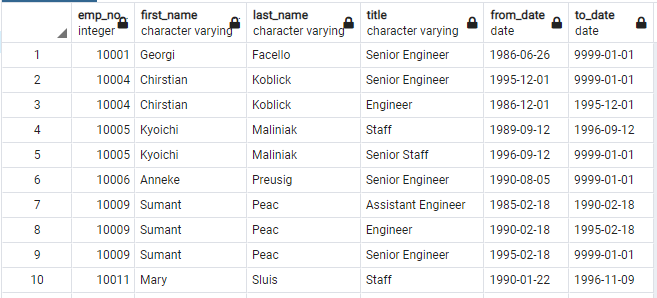 emp_no first_name last_name title from_date to_date
integer character varying character varying character varying date date
1 10001 Georgi Facello Senior Engineer 1986-06-26 9999-01-01
2 10004 Chirstian Koblick Senior Engineer 1995-12-01 9999-01-01
3 10004 Chirstian Koblick Engineer 1986-12-01 1995-12-01
4 10005 Kyoichi Maliniak Staff 1989-09-12 1996-09-12
5 10005 Kyoichi Maliniak Senior Staff 1996-09-12 9999-01-01
6 10006 Anneke Preusig Senior Engineer 1990-08-05 9999-01-01
7 10009 Sumant Peac Assistant Engineer 1985-02-18 1990-02-18
8 10009 Sumant Peac Engineer 1990-02-18 1995-02-18
9 10009 Sumant Peac Senior Engineer 1995-02-18 9999-01-01
10 10011 Mary Sluis Staff 1990-01-22 1996-11-09